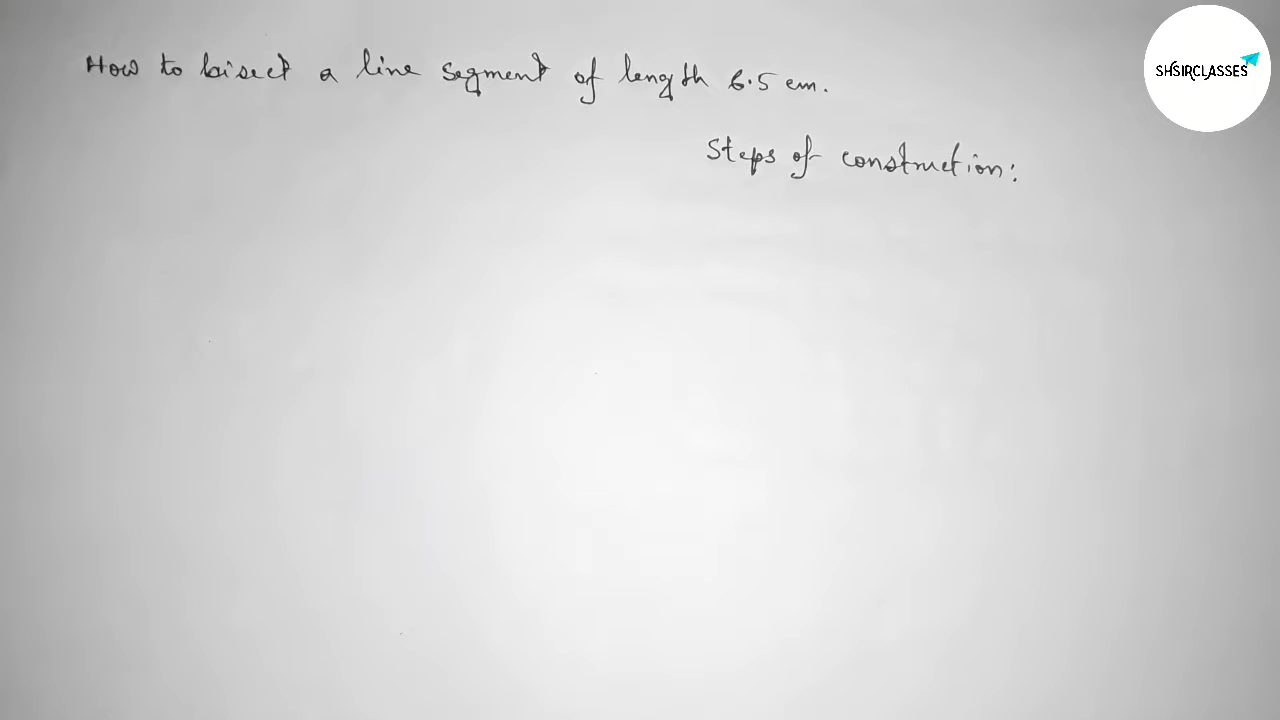 How to bisect a line segment of length 6.5 cm.
Steps of construction:
SHSIRCLASSES